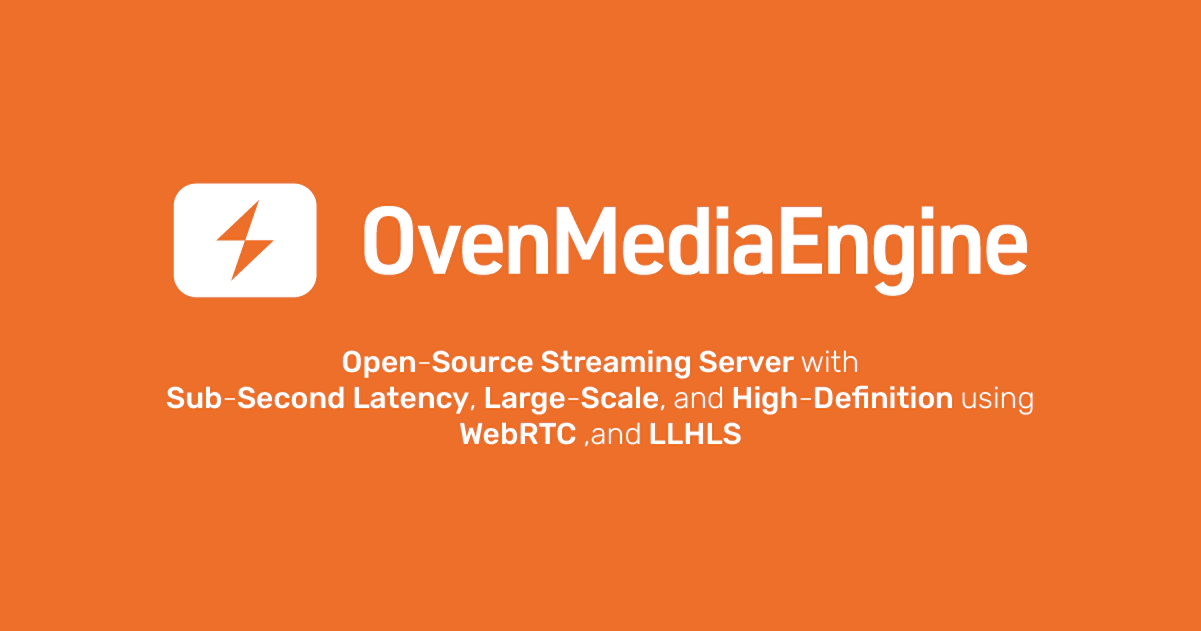 OvenMediaEngine
Open-Source Streaming Server with
Sub-Second Latency, Large-Scale, and High-Definition using
WebRTC ,and LLHLS